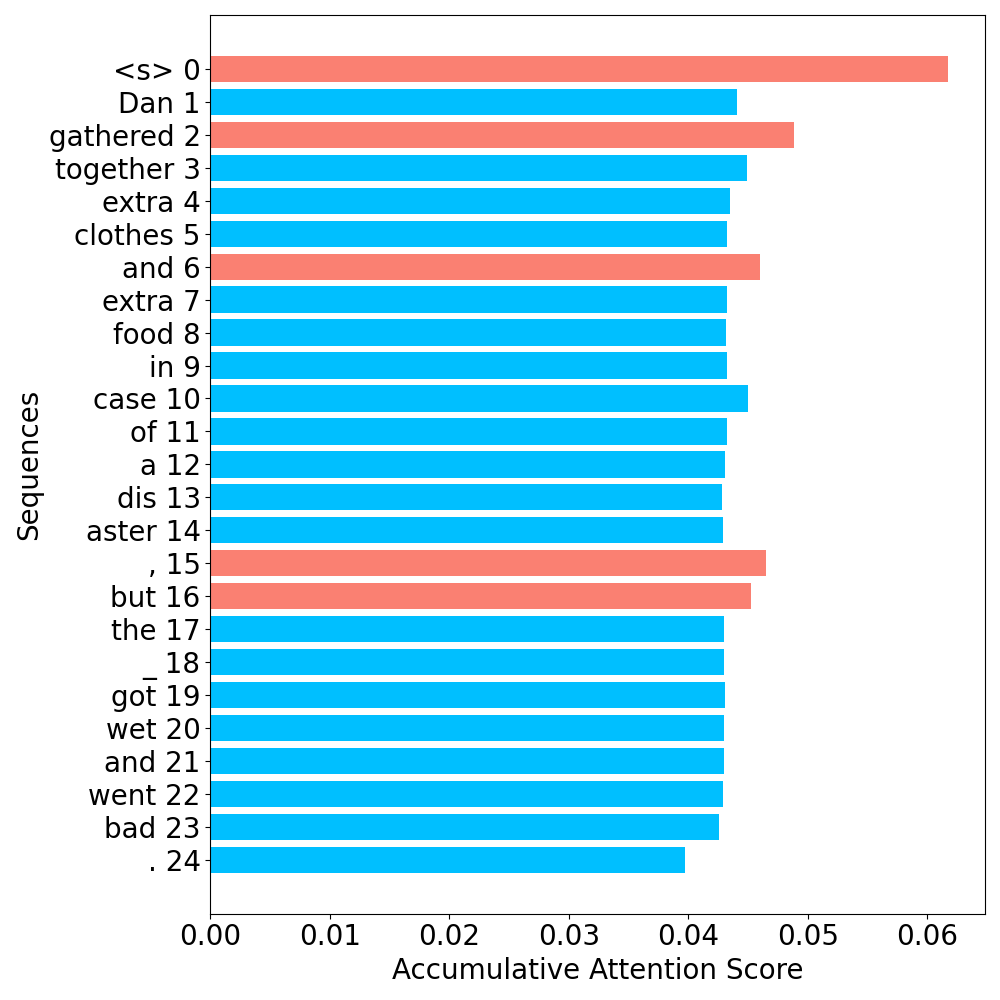 <s> 0
Dan 1
gathered 2
together 3
extra 4
clothes 5
and 6
extra 7
food 8
in 9
case 10
of 11
a 12
dis 13
aster 14
, 15
but 16
the 17
_ 18
got 19
wet 20
and 21
went 22
bad 23
. 24
Sequences
0.00 0.01 0.02 0.03 0.04 0.05 0.06
Accumulative Attention Score